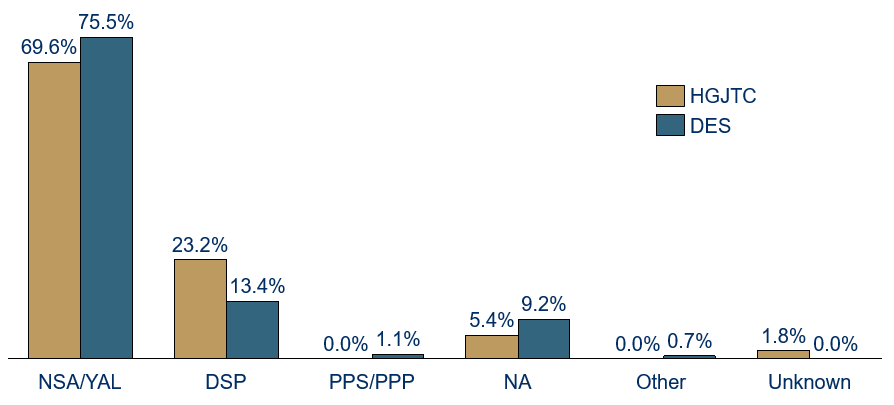 75.5%
69.6%
HGJTC
DES
23.2%
13.4%
0.0% 1.1%
5.4% 9.2%
0.0% 0.7%
1.8% 0.0%
NSA/YAL DSP PPS/PPP NA Other Unknown